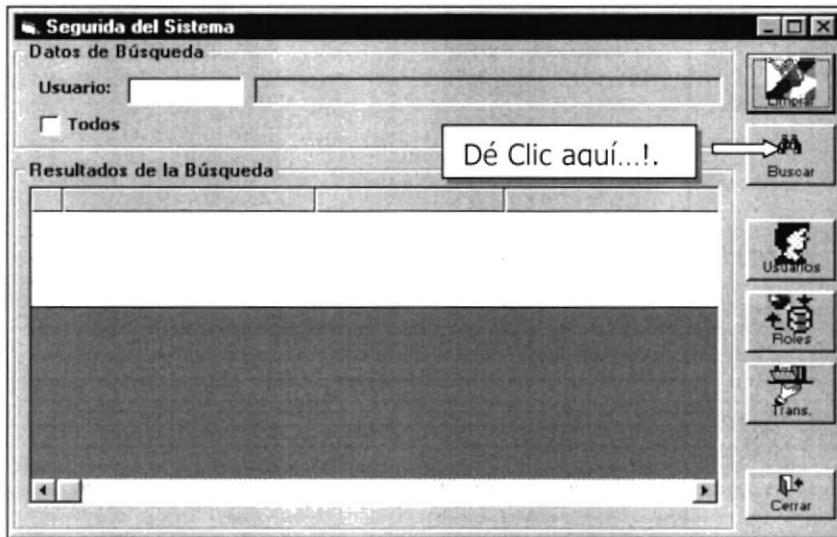 Segurida del Sistema
Datos de Búsqueda
Usuario:
Todos
Limpiar
Dé Clic aquí...!.
Buscar
Resultados de la Búsqueda
Usuarios
Roles
Trans.
Cerrar